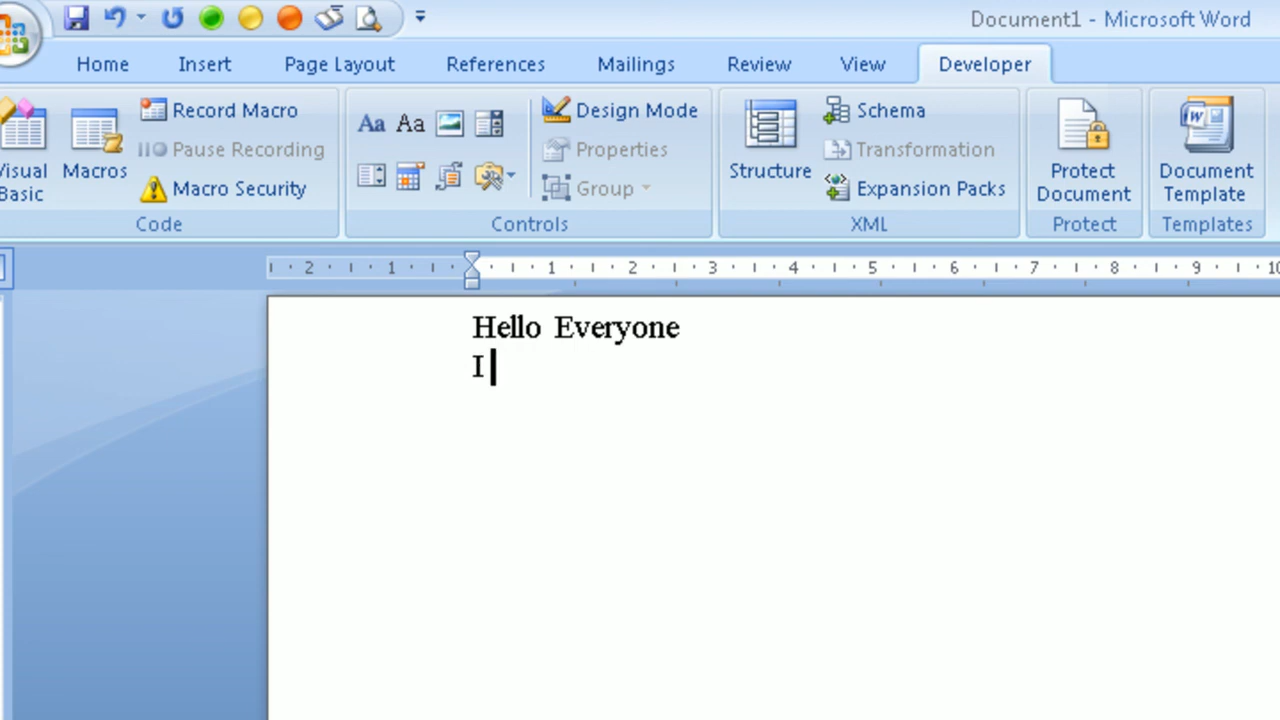 Document1 - Microsoft Word
Home Insert Page Layout References Mailings Review View Developer
Visual Basic
Macros
Record Macro
Pause Recording
Macro Security
Code
Aa Aa
Design Mode
Properties
Group
Controls
Structure
Schema
Transformation
Expansion Packs
XML
Protect
Document
Protect
Document
Template
Templates
2 1 1 2 3 4 5 6 7 8 9 10
Hello Everyone
I